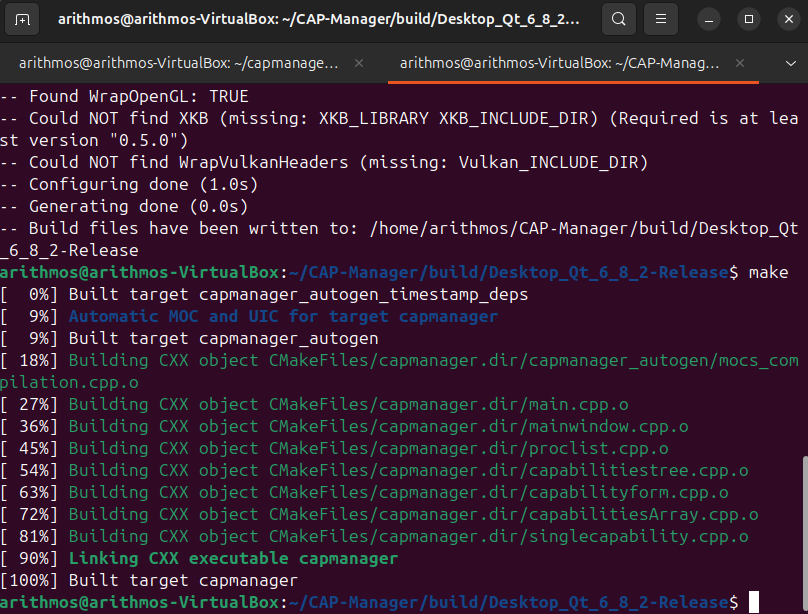 arithmos@arithmos-VirtualBox: ~/CAP-Manager/build/Desktop_Qt_6_8_2...
arithmos@arithmos-VirtualBox: ~/capmanage...
arithmos@arithmos-VirtualBox: ~/CAP-Manag...
-- Found WrapOpenGL: TRUE
-- Could NOT find XKB (missing: XKB_LIBRARY XKB_INCLUDE_DIR) (Required is at lea
st version "0.5.0")
-- Could NOT find WrapVulkanHeaders (missing: Vulkan_INCLUDE_DIR)
-- Configuring done (1.0s)
-- Generating done (0.0s)
-- Build files have been written to: /home/arithmos/CAP-Manager/build/Desktop_Qt
_6_8_2-Release
arithmos@arithmos-VirtualBox:~/CAP-Manager/build/Desktop_Qt_6_8_2-Release$ make
[  0%] Built target capmanager_autogen_timestamp_deps
[  9%] Automatic MOC and UIC for target capmanager
[  9%] Built target capmanager_autogen
[ 18%] Building CXX object CMakeFiles/capmanager.dir/capmanager_autogen/mocs_com
pilation.cpp.o
[ 27%] Building CXX object CMakeFiles/capmanager.dir/main.cpp.o
[ 36%] Building CXX object CMakeFiles/capmanager.dir/mainwindow.cpp.o
[ 45%] Building CXX object CMakeFiles/capmanager.dir/proclist.cpp.o
[ 54%] Building CXX object CMakeFiles/capmanager.dir/capabilitiestree.cpp.o
[ 63%] Building CXX object CMakeFiles/capmanager.dir/capabilityform.cpp.o
[ 72%] Building CXX object CMakeFiles/capmanager.dir/capabilitiesArray.cpp.o
[ 81%] Building CXX object CMakeFiles/capmanager.dir/singlecapability.cpp.o
[ 90%] Linking CXX executable capmanager
[100%] Built target capmanager
arithmos@arithmos-VirtualBox:~/CAP-Manager/build/Desktop_Qt_6_8_2-Release$